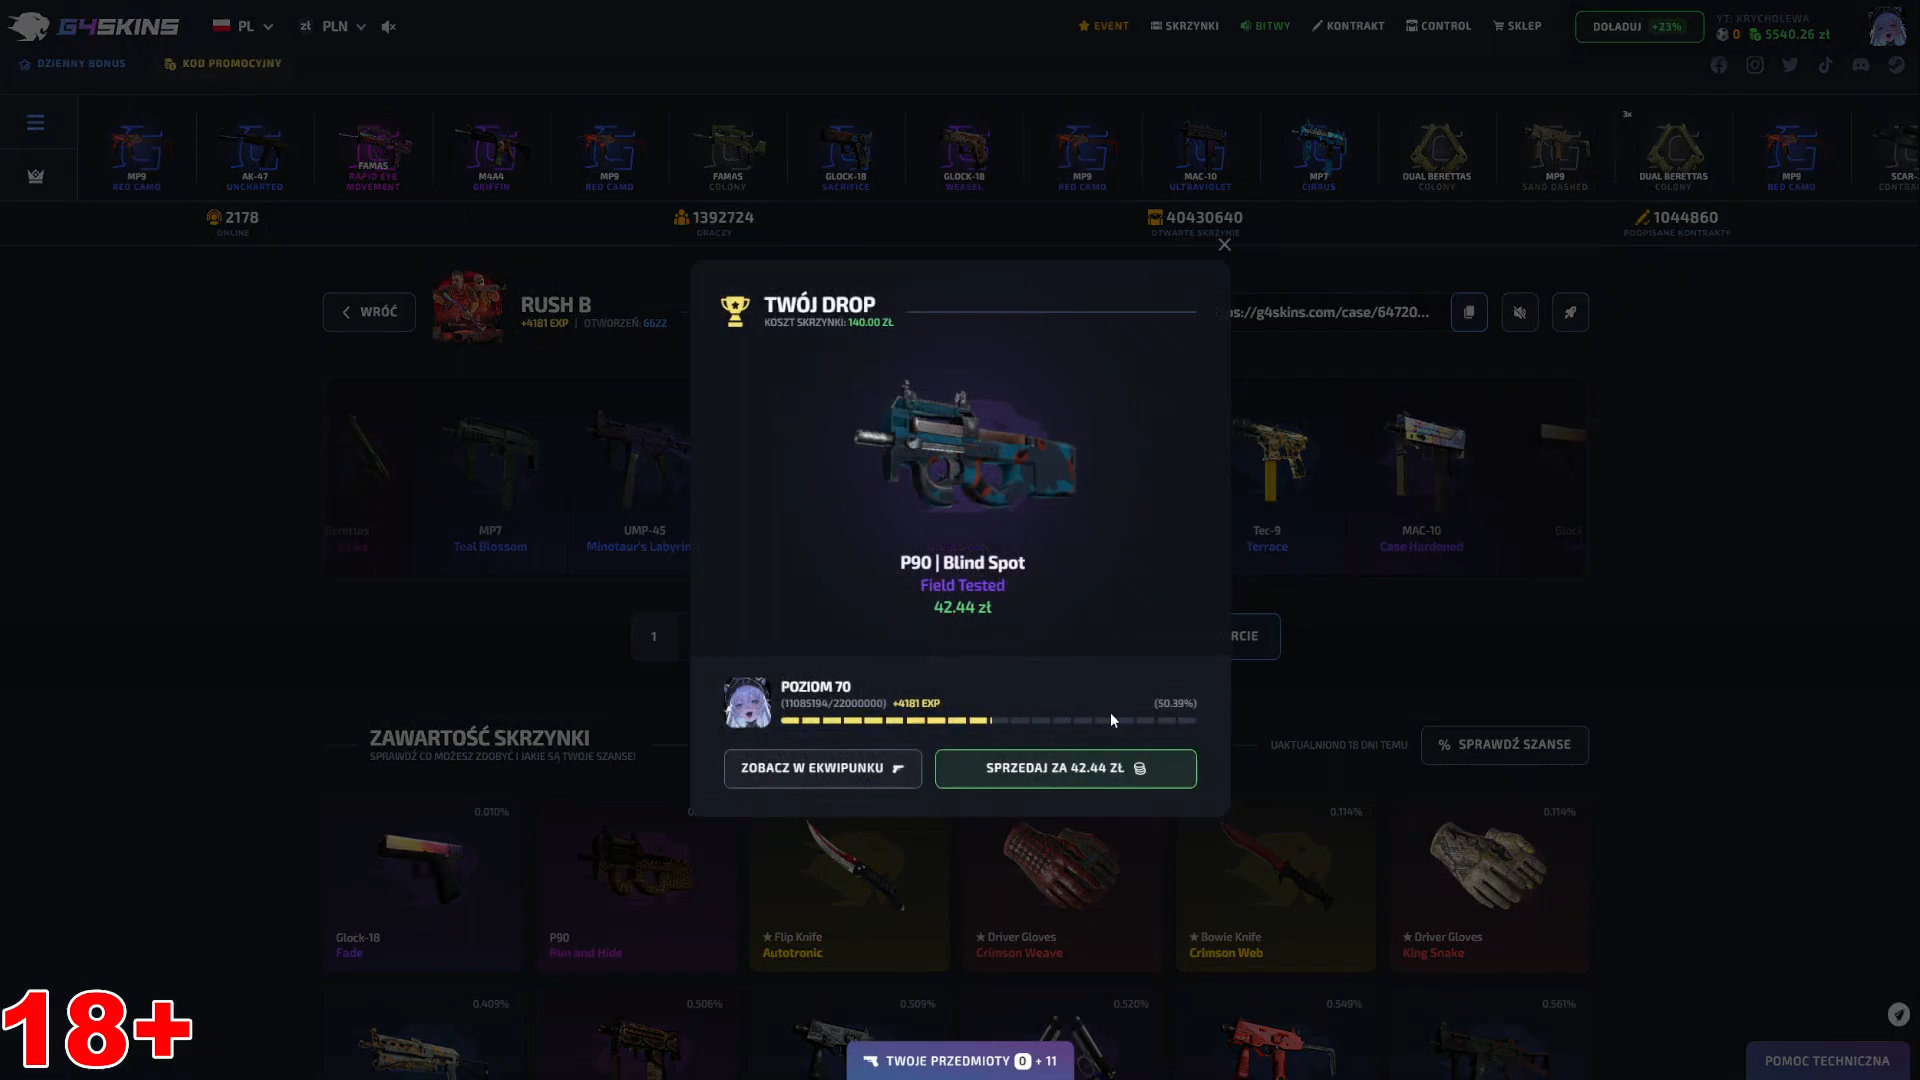 G4SKINS
PL
zł PLN
EVENT
SKRZYNKI
BITWY
KONTRAKT
CONTROL
SKLEP
DOŁADUJ +23%
YT: KRYCHOLEWA
0 5540.26 zł
DZIENNY BONUS
KOD PROMOCYJNY
MP9
RED CAMO
AK-47
UNCHARTED
FAMAS
RAPID EYE
MOVEMENT
M4A4
GRIFFIN
MP9
RED CAMO
FAMAS
COLONY
GLOCK-18
SACRIFICE
GLOCK-18
WEASEL
MP9
RED CAMO
MAC-10
ULTRAVIOLET
MP7
CIRRUS
DUAL BERETTAS
COLONY
MP9
SAND DASHED
3x
DUAL BERETTAS
COLONY
MP9
RED CAMO
SCAR-
CONTRA
2178
ONLINE
1392724
GRACZY
40430640
OTWARTE SKRZYNIE
1044860
PODPISANE KONTRAKTY
WRÓĆ
RUSH B
+4181 EXP | OTWORZEŃ: 6622
ps://g4skins.com/case/64720...
TWÓJ DROP
KOSZT SKRZYNKI: 140.00 ZŁ
Berettas
Strike
MP7
Teal Blossom
UMP-45
Minotaur's Labyrin
Tec-9
Terrace
MAC-10
Case Hardened
Glock
P90 | Blind Spot
Field Tested
42.44 zł
1
RCIE
POZIOM 70
(11085194/22000000) +4181 EXP
(50.39%)
ZOBACZ W EKWIPUNKU
SPRZEDAJ ZA 42.44 ZŁ
ZAWARTOŚĆ SKRZYNKI
SPRAWDŹ CO MOŻESZ ZDOBYĆ I JAKIE SĄ TWOJE SZANSE!
UAKTUALNIONO 18 DNI TEMU
% SPRAWDŹ SZANSE
0.010%
Glock-18
Fade
P90
Run and Hide
★ Flip Knife
Autotronic
★ Driver Gloves
Crimson Weave
0.114%
★ Bowie Knife
Crimson Web
0.114%
★ Driver Gloves
King Snake
0.409%
0.506%
0.509%
0.520%
0.549%
0.561%
18+
TWOJE PRZEDMIOTY 0 + 11
POMOC TECHNICZNA